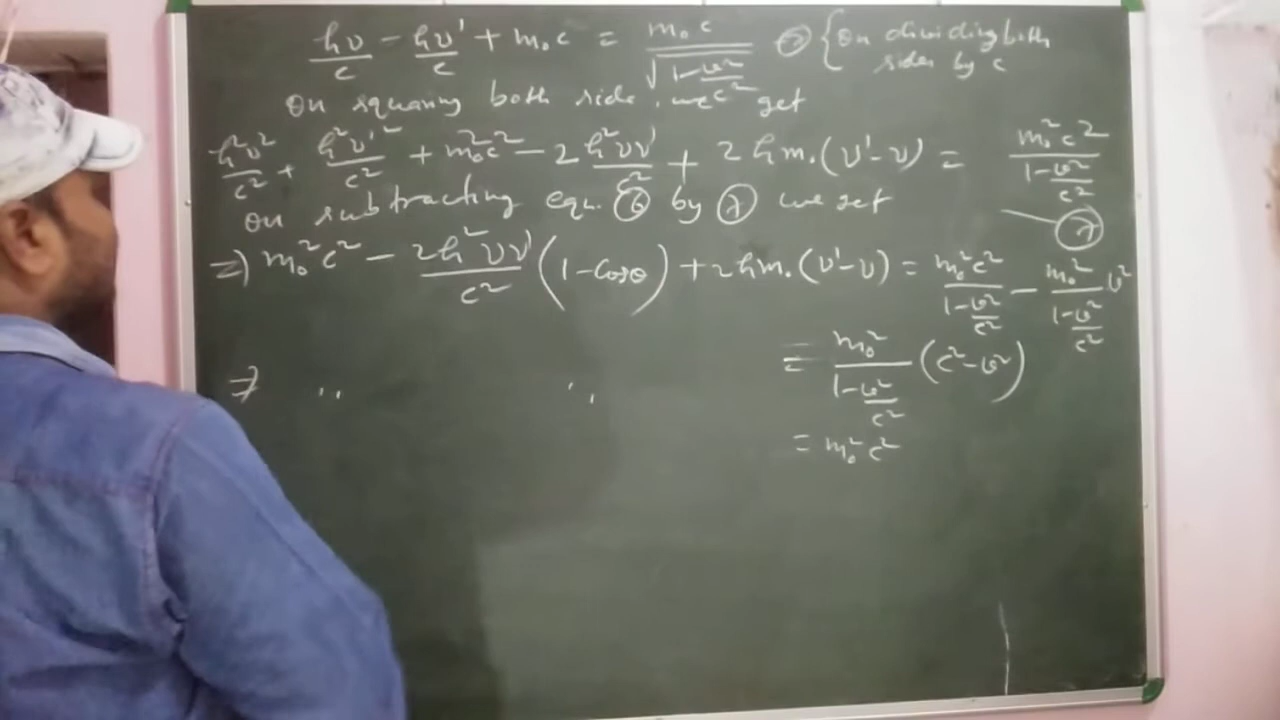 hν/c − hν'/c + m₀c = m₀c/√(1−v²/c²) → { On dividing both sides by c
On squaring both side, we get
h²ν²/c² + h²ν'²/c² + m₀²c² − 2h²νν'/c² + 2hm₀(ν'−ν) = m₀²c²/(1−v²/c²) — ⑦
On subtracting equ. ⑥ by ⑦ we get
=) m₀²c² − 2h²νν'/c² (1−Cosθ) + 2hm₀(ν'−ν) = m₀²c²/(1−v²/c²) − m₀²/(1−v²/c²) v²
⇒ ,, ,, = m₀²/(1−v²/c²) (c²−v²)
= m₀²c²